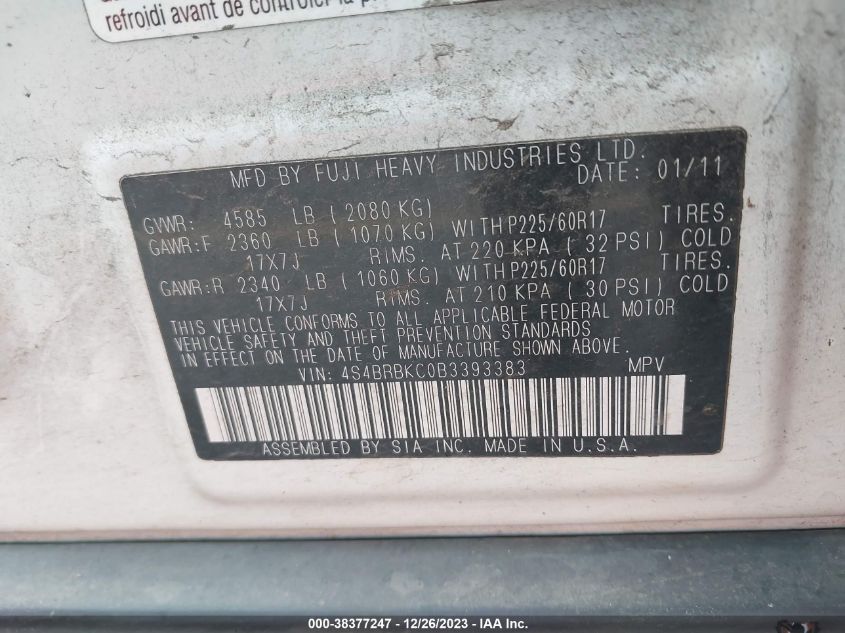 refroidi avant de contrôler la p
MFD BY FUJI HEAVY INDUSTRIES LTD.
DATE: 01/11
GVWR: 4585 LB ( 2080 KG)
GAWR:F 2360 LB ( 1070 KG) WITH P225/60R17 TIRES.
17X7J RIMS. AT 220 KPA ( 32 PSI) COLD
GAWR:R 2340 LB ( 1060 KG) WITH P225/60R17 TIRES.
17X7J RIMS. AT 210 KPA ( 30 PSI) COLD
THIS VEHICLE CONFORMS TO ALL APPLICABLE FEDERAL MOTOR
VEHICLE SAFETY AND THEFT PREVENTION STANDARDS
IN EFFECT ON THE DATE OF MANUFACTURE SHOWN ABOVE.
VIN: 4S4BRBKC0B3393383 MPV
ASSEMBLED BY SIA INC. MADE IN U.S.A.
000-38377247 - 12/26/2023 - IAA Inc.